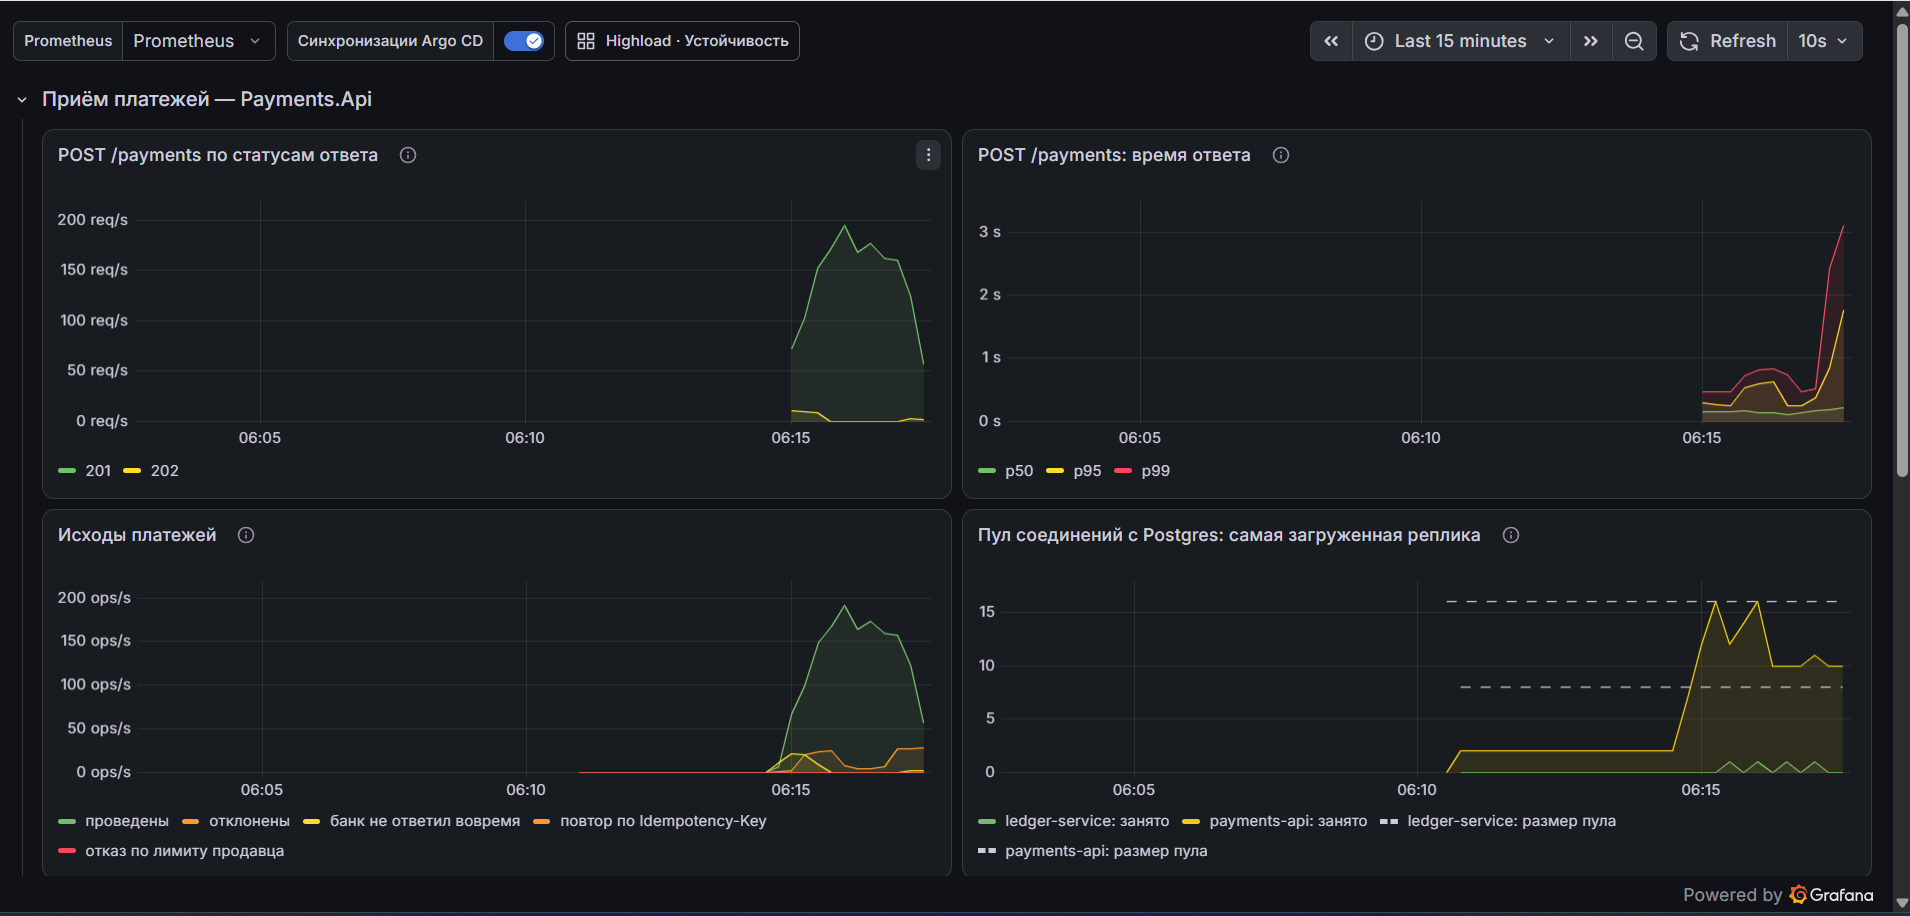 Prometheus Prometheus Синхронизации Argo CD Highload · Устойчивость Last 15 minutes Refresh 10s
Приём платежей — Payments.Api
POST /payments по статусам ответа
200 req/s
150 req/s
100 req/s
50 req/s
0 req/s
06:05 06:10 06:15
201 202
POST /payments: время ответа
3 s
2 s
1 s
0 s
06:05 06:10 06:15
p50 p95 p99
Исходы платежей
200 ops/s
150 ops/s
100 ops/s
50 ops/s
0 ops/s
06:05 06:10 06:15
проведены отклонены банк не ответил вовремя повтор по Idempotency-Key
отказ по лимиту продавца
Пул соединений с Postgres: самая загруженная реплика
15
10
5
0
06:05 06:10 06:15
ledger-service: занято payments-api: занято ledger-service: размер пула
payments-api: размер пула
Powered by Grafana